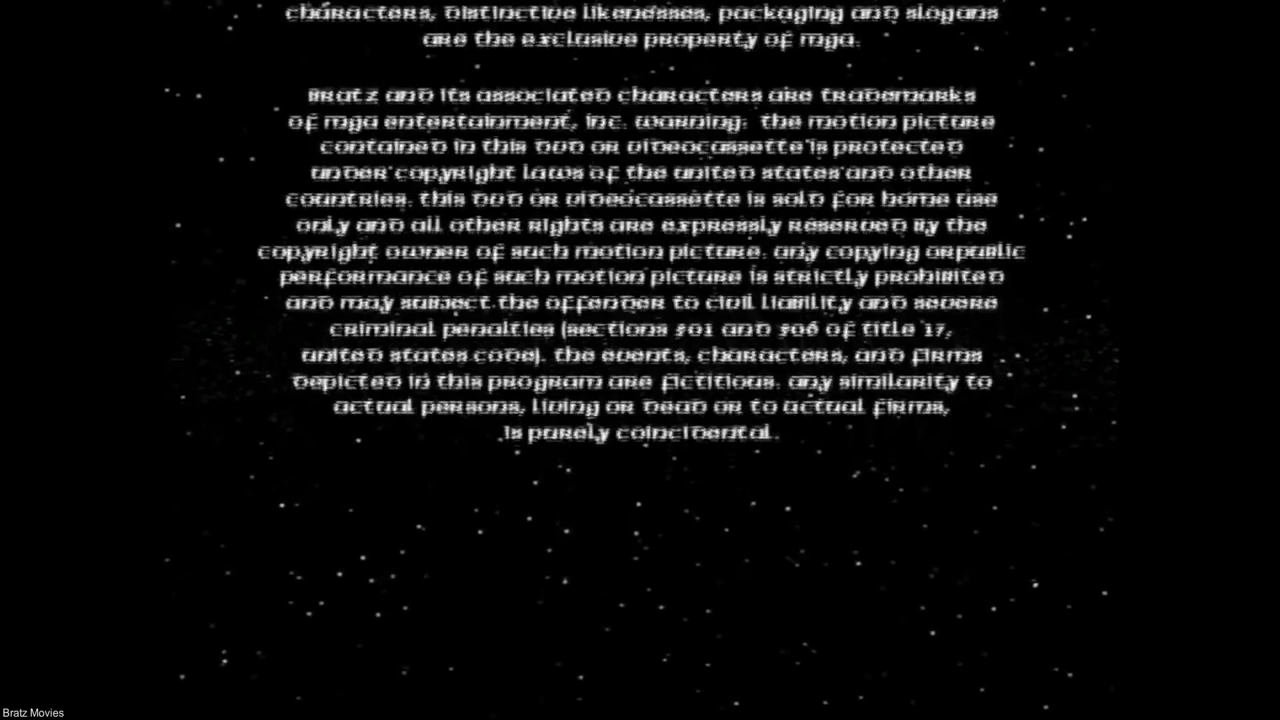 characters, distinctive likenesses, packaging and slogans
are the exclusive property of mga.
Bratz and its associated characters are trademarks
of mga entertainment, inc. warning: the motion picture
contained in this DVD or videocassette is protected
under copyright laws of the united states and other
countries. this DVD or videocassette is sold for home use
only and all other rights are expressly reserved by the
copyright owner of such motion picture. any copying orpublic
performance of such motion picture is strictly prohibited
and may subject the offender to civil liability and severe
criminal penalties (sections 501 and 506 of title 17,
united states code). the events, characters, and firms
depicted in this program are fictitious. any similarity to
actual persons, living or dead or to actual firms,
is purely coincidental.
Bratz Movies